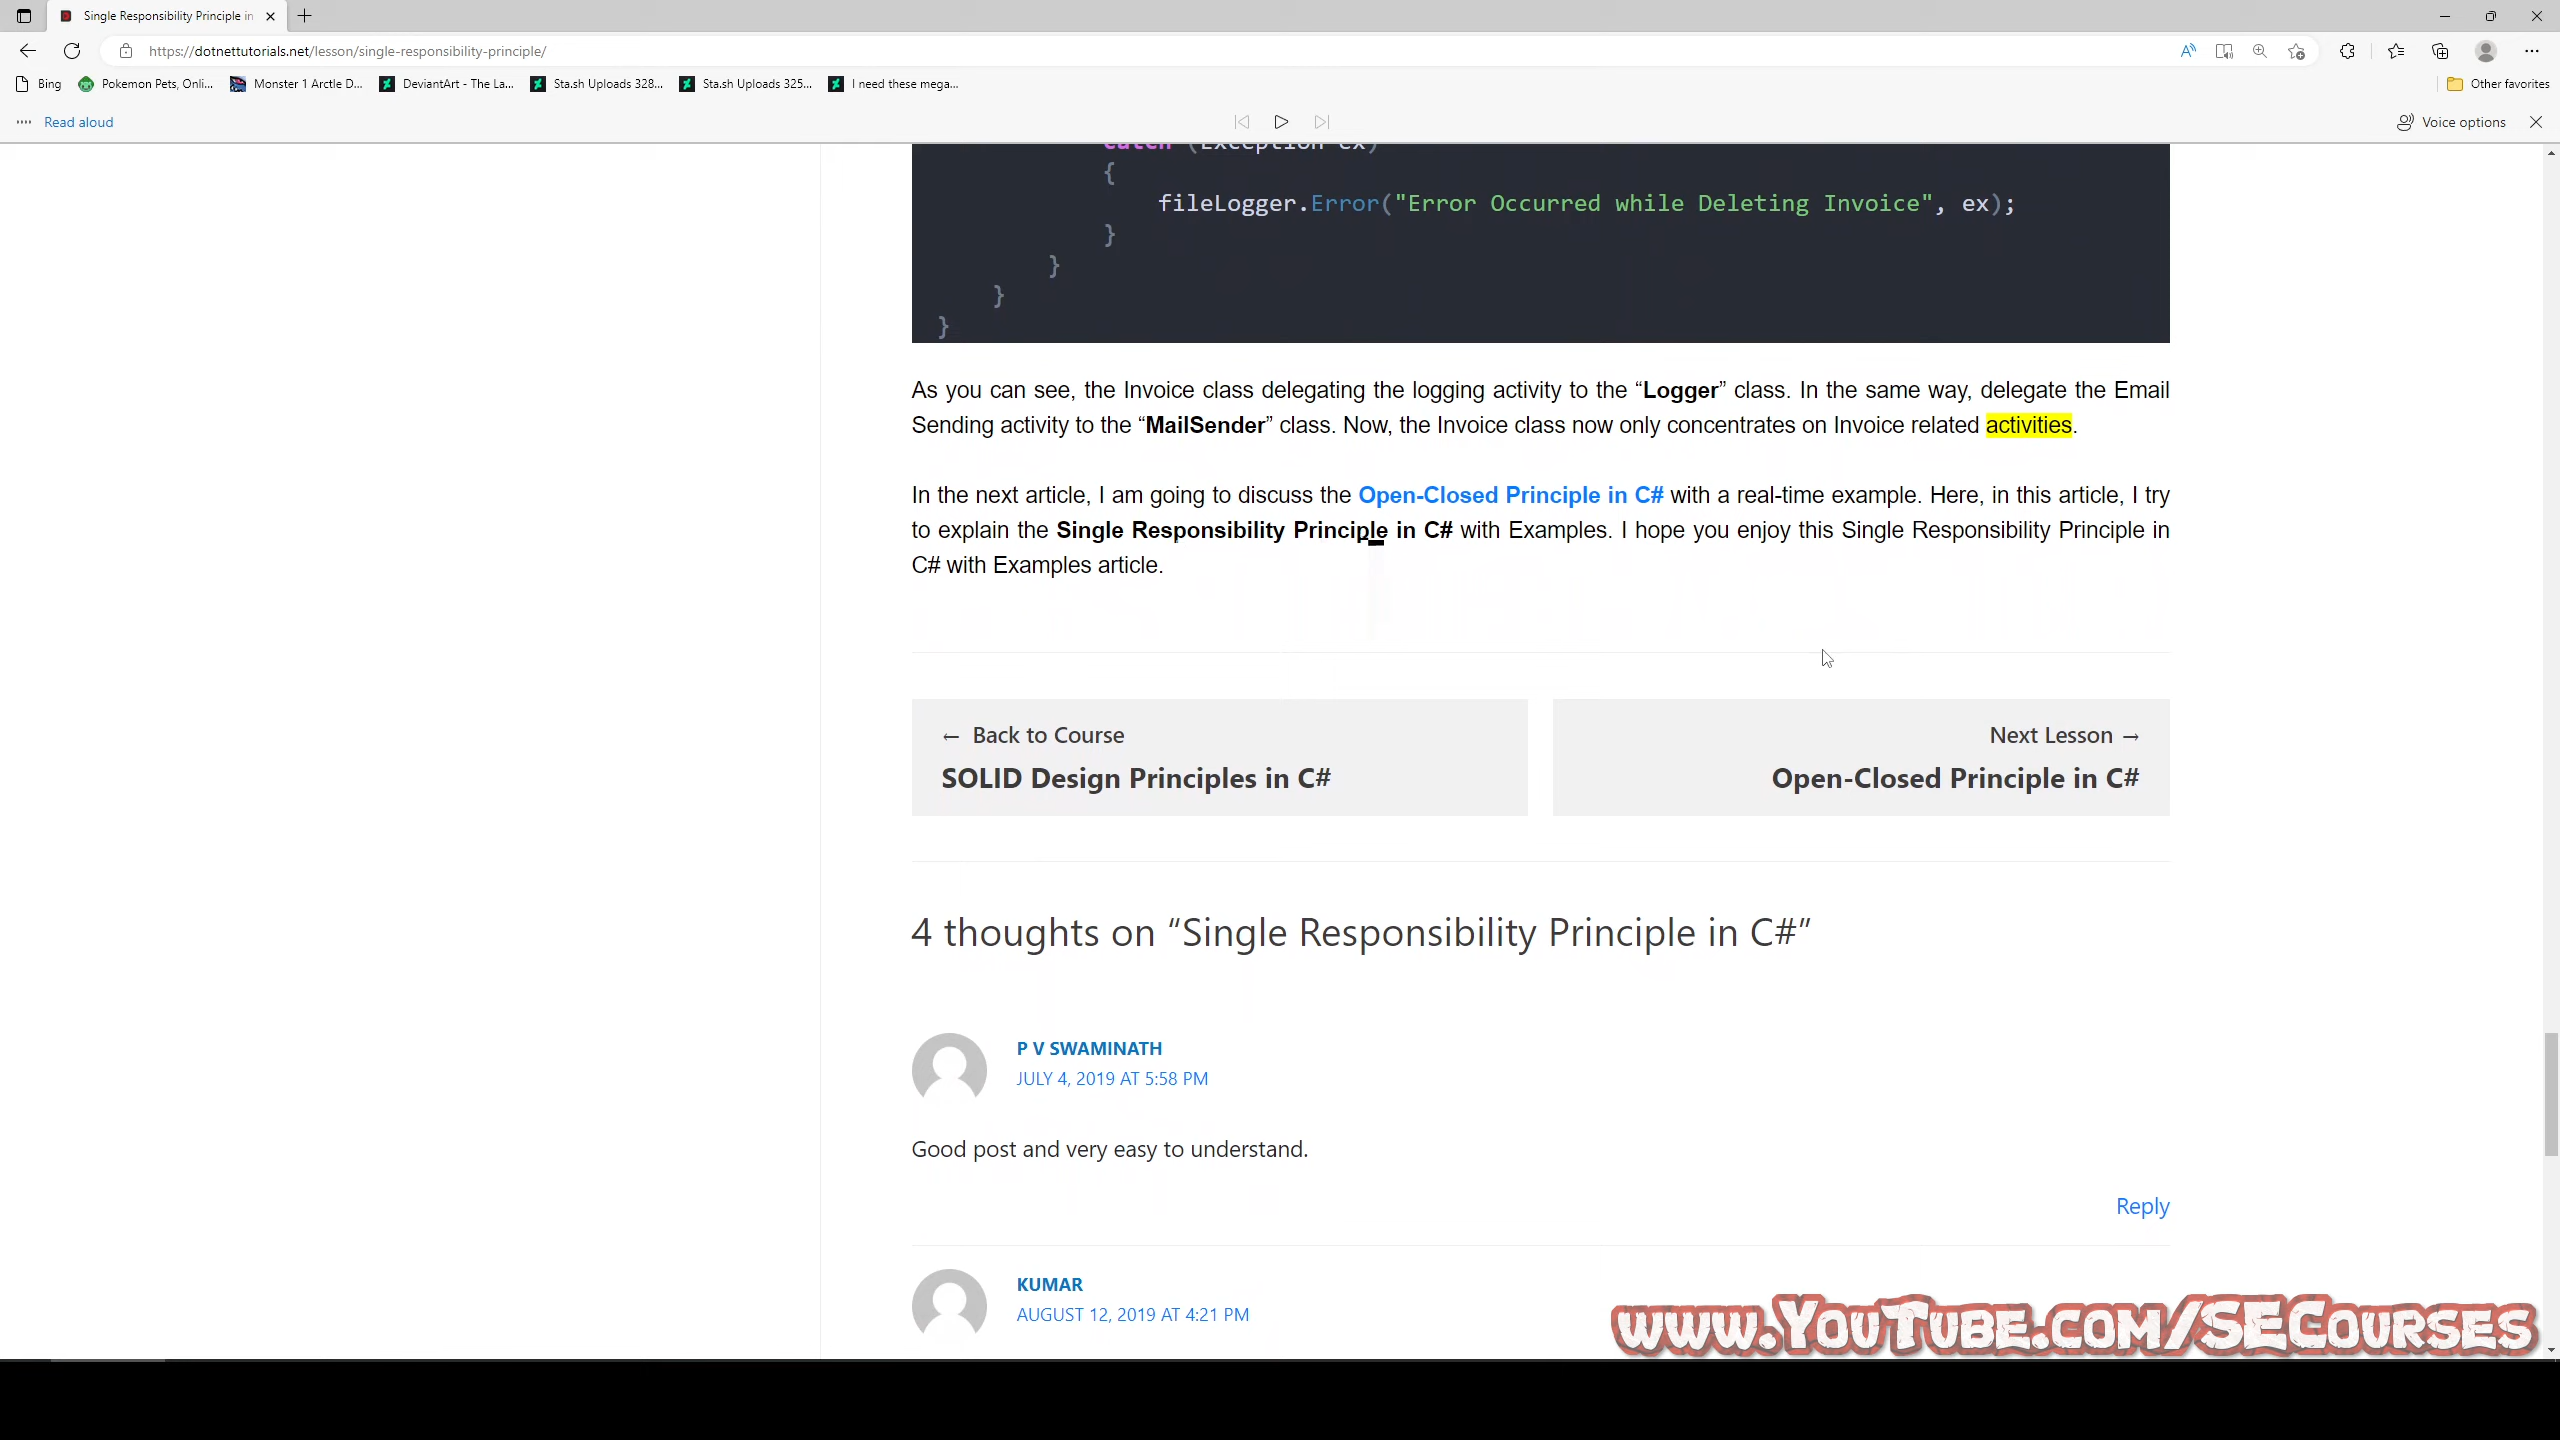 Single Responsibility Principle in
https://dotnettutorials.net/lesson/single-responsibility-principle/
Bing
Pokemon Pets, Onli...
Monster 1 Arctle D...
DeviantArt - The La...
Sta.sh Uploads 328...
Sta.sh Uploads 325...
I need these mega...
Other favorites
Read aloud
Voice options
catch (Exception ex)
{
fileLogger.Error("Error Occurred while Deleting Invoice", ex);
}
}
}
}
As you can see, the Invoice class delegating the logging activity to the “Logger” class. In the same way, delegate the Email
Sending activity to the “MailSender” class. Now, the Invoice class now only concentrates on Invoice related activities.
In the next article, I am going to discuss the Open-Closed Principle in C# with a real-time example. Here, in this article, I try
to explain the Single Responsibility Principle in C# with Examples. I hope you enjoy this Single Responsibility Principle in
C# with Examples article.
← Back to Course
SOLID Design Principles in C#
Next Lesson →
Open-Closed Principle in C#
4 thoughts on “Single Responsibility Principle in C#”
P V SWAMINATH
JULY 4, 2019 AT 5:58 PM
Good post and very easy to understand.
Reply
KUMAR
AUGUST 12, 2019 AT 4:21 PM
www.YouTube.com/SECourses